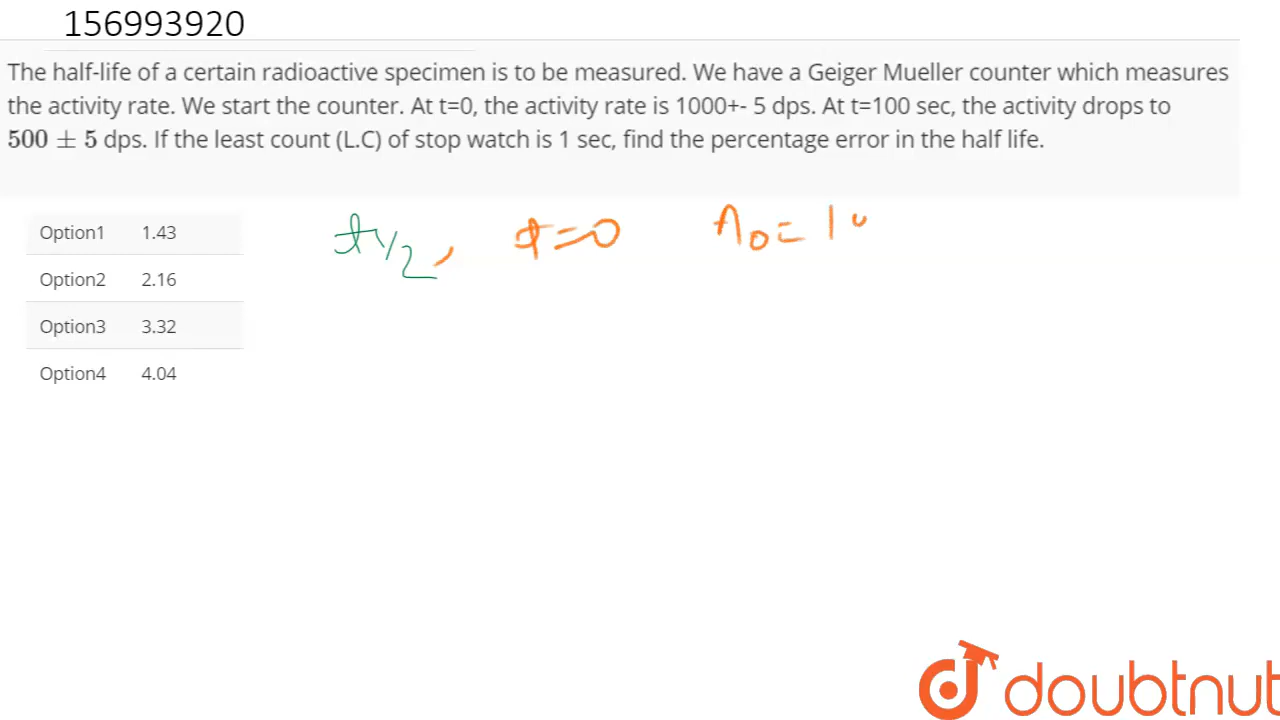 156993920
The half-life of a certain radioactive specimen is to be measured. We have a Geiger Mueller counter which measures
the activity rate. We start the counter. At t=0, the activity rate is 1000+- 5 dps. At t=100 sec, the activity drops to
500 ± 5 dps. If the least count (L.C) of stop watch is 1 sec, find the percentage error in the half life.
Option1 1.43
Option2 2.16
Option3 3.32
Option4 4.04
t1/2, t=0 A0=10
doubtnut